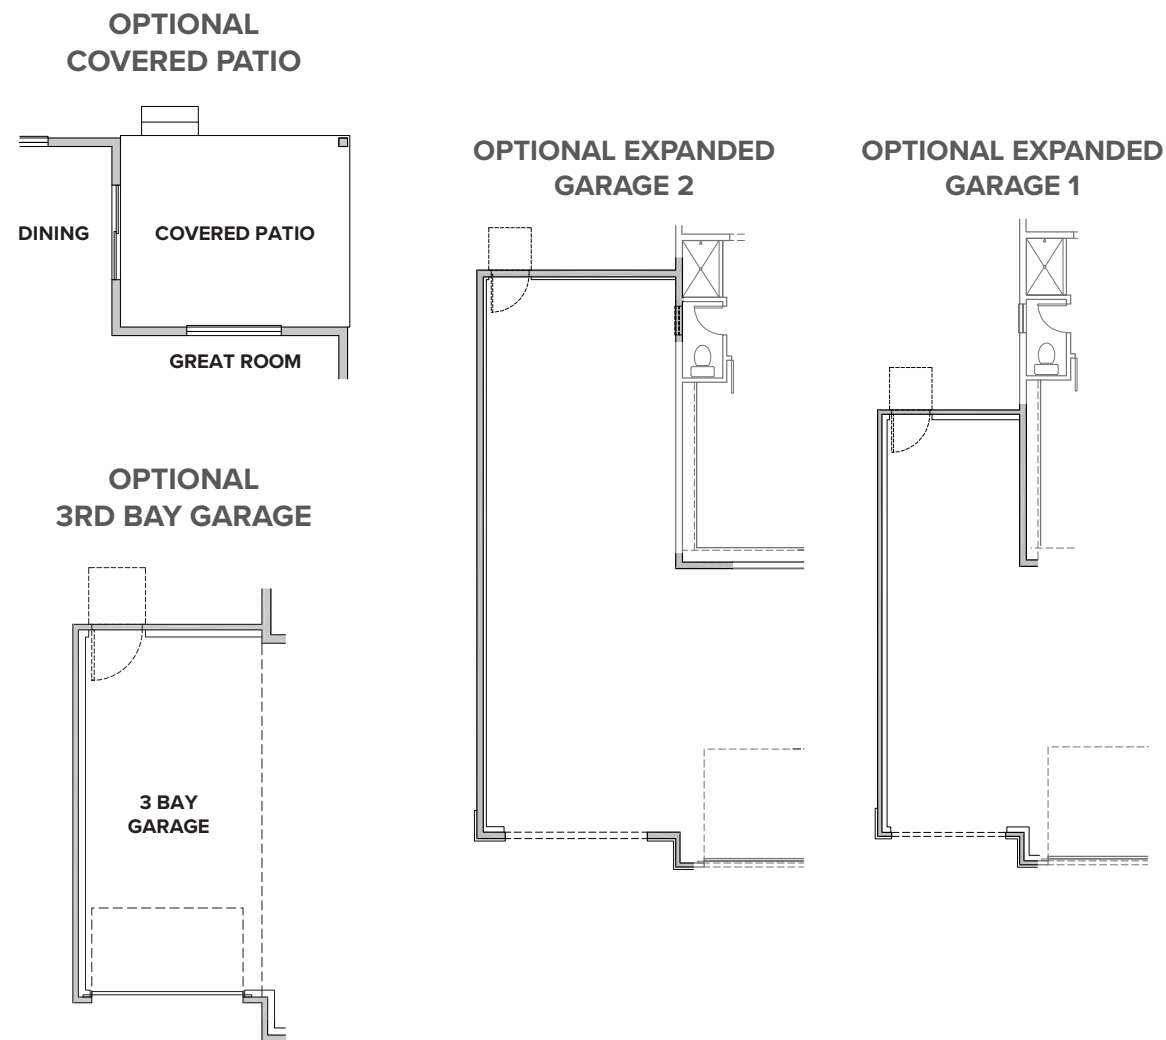 OPTIONAL
COVERED PATIO
DINING
COVERED PATIO
GREAT ROOM
OPTIONAL EXPANDED
GARAGE 2
OPTIONAL EXPANDED
GARAGE 1
OPTIONAL
3RD BAY GARAGE
3 BAY
GARAGE